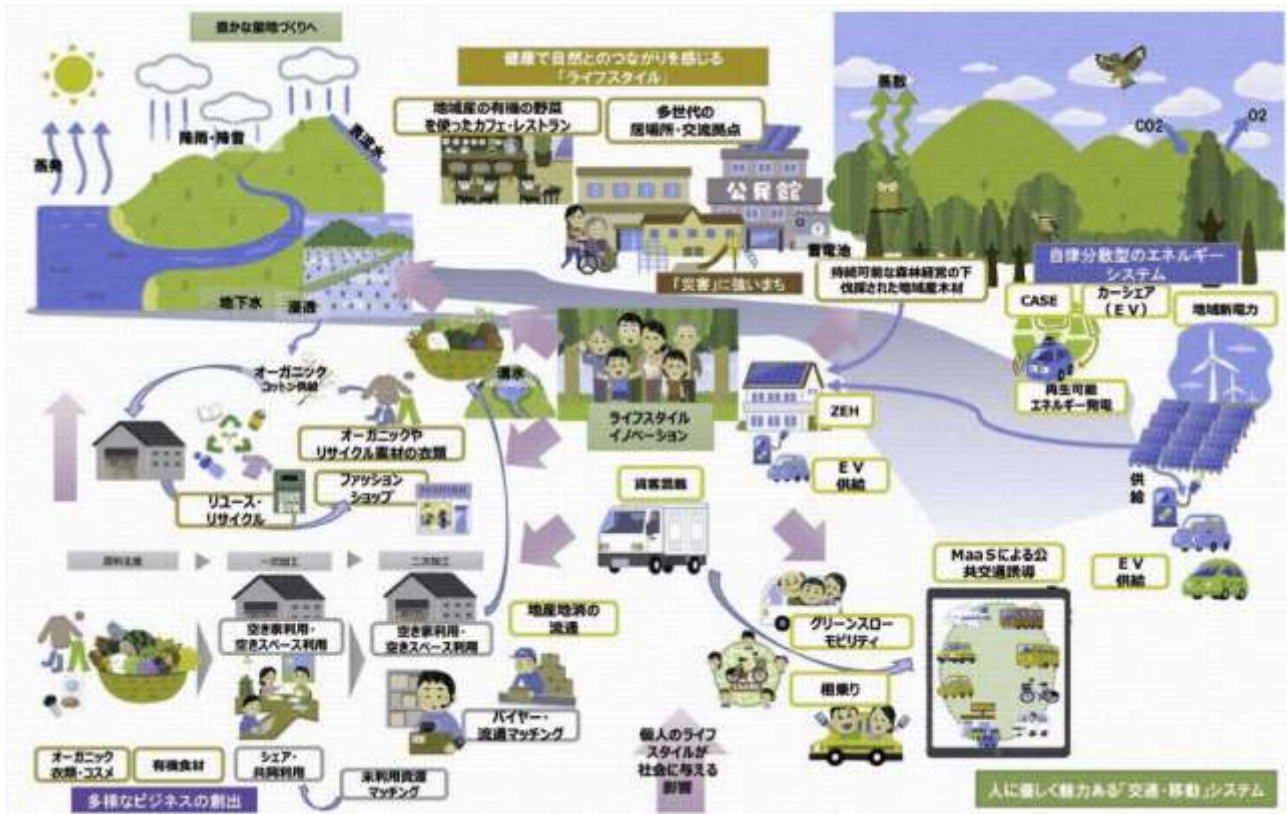 豊かな築地づくりへ
健康で自然とのつながりを感じる
「ライフスタイル」
地域産の有機の野菜
を使ったカフェ・レストラン
多世代の
居場所・交流拠点
公民館
蒸散
CO2
O2
降雨・降雪
表流水
蒸発
蓄電池
「災害」に強いまち
持続可能な森林経営の下
伐採された地域産木材
自律分散型のエネルギー
システム
CASE
カーシェア
(EV)
地域新電力
再生可能
エネルギー発電
地下水
浸透
オーガニック
コットン供給
湧水
ライフスタイル
イノベーション
ZEH
EV
供給
供給
EV
供給
オーガニックや
リサイクル素材の衣類
ファッション
ショップ
リユース・
リサイクル
貨客混載
MaaSによる公
共交通誘導
原料生産
一次加工
二次加工
空き家利用・
空きスペース利用
空き家利用・
空きスペース利用
地産地消の
流通
グリーンスロー
モビリティ
相乗り
バイヤー・
流通マッチング
オーガニック
衣類・コスメ
有機食材
シェア・
共同利用
未利用資源
マッチング
多様なビジネスの創出
個人のライフ
スタイルが
社会に与える
影響
人に優しく魅力ある「交通・移動」システム